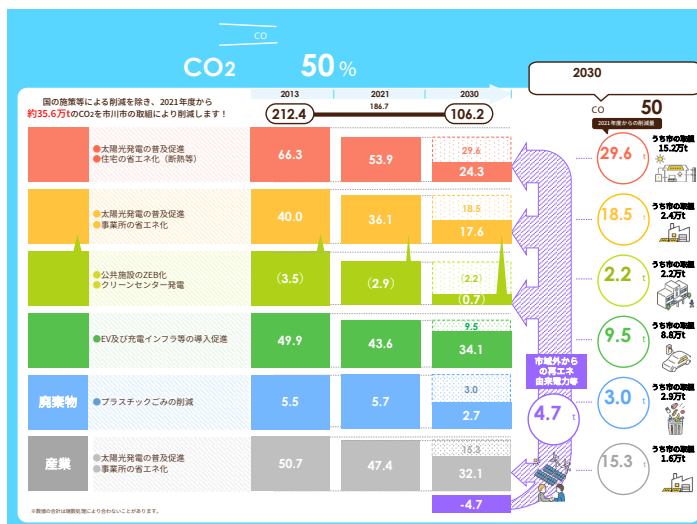 CO
CO2 50 %
2030
CO 50
2021年度からの削減量
国の施策等による削減を除き、2021年度から
約35.6万tのCO2を市川市の取組により削減します！
2013 2021 2030
212.4 186.7 106.2
●太陽光発電の普及促進
●住宅の省エネ化（断熱等）
66.3 53.9 29.6
24.3
29.6 t
うち市の取組
15.2万t
●太陽光発電の普及促進
●事業所の省エネ化
40.0 36.1 18.5
17.6
18.5 t
うち市の取組
2.4万t
●公共施設のZEB化
●クリーンセンター発電
（3.5） （2.9） （2.2）
（0.7）
2.2 t
うち市の取組
2.2万t
●EV及び充電インフラ等の導入促進
49.9 43.6 9.5
34.1
9.5 t
うち市の取組
8.8万t
市域外から
の再エネ
由来電力等
4.7 t
廃棄物
●プラスチックごみの削減
5.5 5.7 3.0
2.7
3.0 t
うち市の取組
2.9万t
産業
●太陽光発電の普及促進
●事業所の省エネ化
50.7 47.4 15.3
32.1
15.3 t
うち市の取組
1.6万t
-4.7
※数値の合計は端数処理により合わないことがあります。